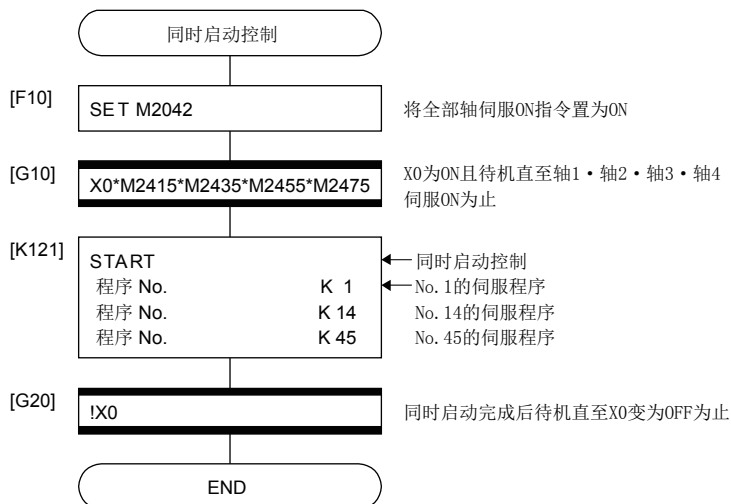 同时启动控制
[F10]
SET M2042
将全部轴伺服ON指令置为ON
[G10]
X0*M2415*M2435*M2455*M2475
X0为ON且待机直至轴1・轴2・轴3・轴4
伺服ON为止
[K121]
START
同时启动控制
程序 No. K 1
No.1的伺服程序
程序 No. K 14
No.14的伺服程序
程序 No. K 45
No.45的伺服程序
[G20]
!X0
同时启动完成后待机直至X0变为OFF为止
END